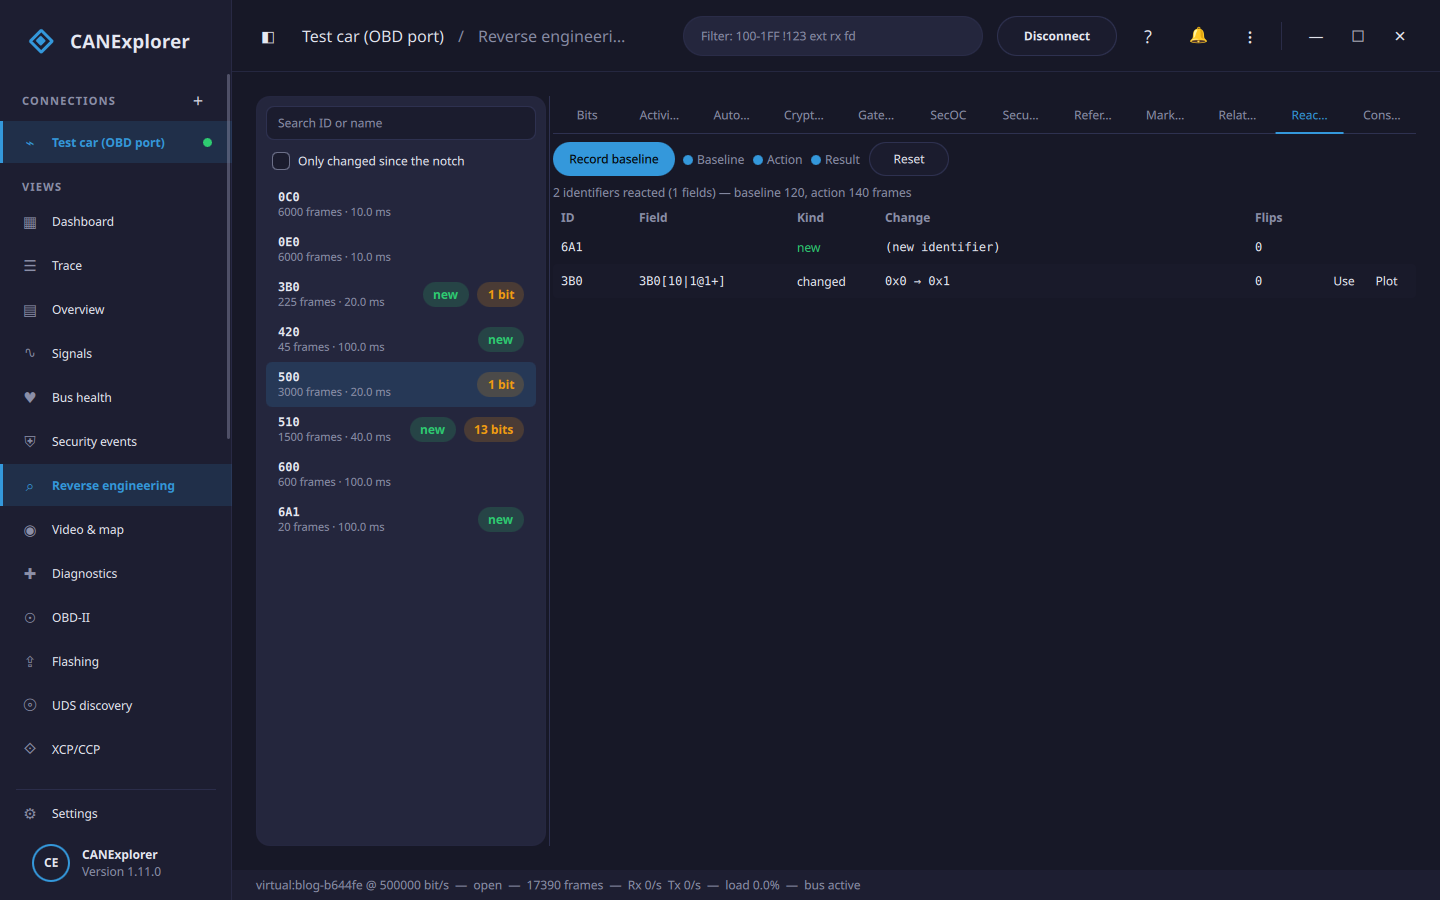 CANExplorer
CONNECTIONS +
Test car (OBD port)
VIEWS
Dashboard
Trace
Overview
Signals
Bus health
Security events
Reverse engineering
Video & map
Diagnostics
OBD-II
Flashing
UDS discovery
XCP/CCP
Settings
CE
CANExplorer
Version 1.11.0
Test car (OBD port) / Reverse engineeri...
Filter: 100-1FF !123 ext rx fd
Disconnect
?
Search ID or name
Only changed since the notch
0C0
6000 frames · 10.0 ms
0E0
6000 frames · 10.0 ms
3B0
225 frames · 20.0 ms
new 1 bit
420
45 frames · 100.0 ms
new
500
3000 frames · 20.0 ms
1 bit
510
1500 frames · 40.0 ms
new 13 bits
600
600 frames · 100.0 ms
6A1
20 frames · 100.0 ms
new
Bits Activi... Auto... Crypt... Gate... SecOC Secu... Refer... Mark... Relat... Reac... Cons...
Record baseline Baseline Action Result Reset
2 identifiers reacted (1 fields) — baseline 120, action 140 frames
ID Field Kind Change Flips
6A1 new (new identifier) 0
3B0 3B0[10|1@1+] changed 0x0 → 0x1 0 Use Plot
virtual:blog-b644fe @ 500000 bit/s — open — 17390 frames — Rx 0/s Tx 0/s — load 0.0% — bus active